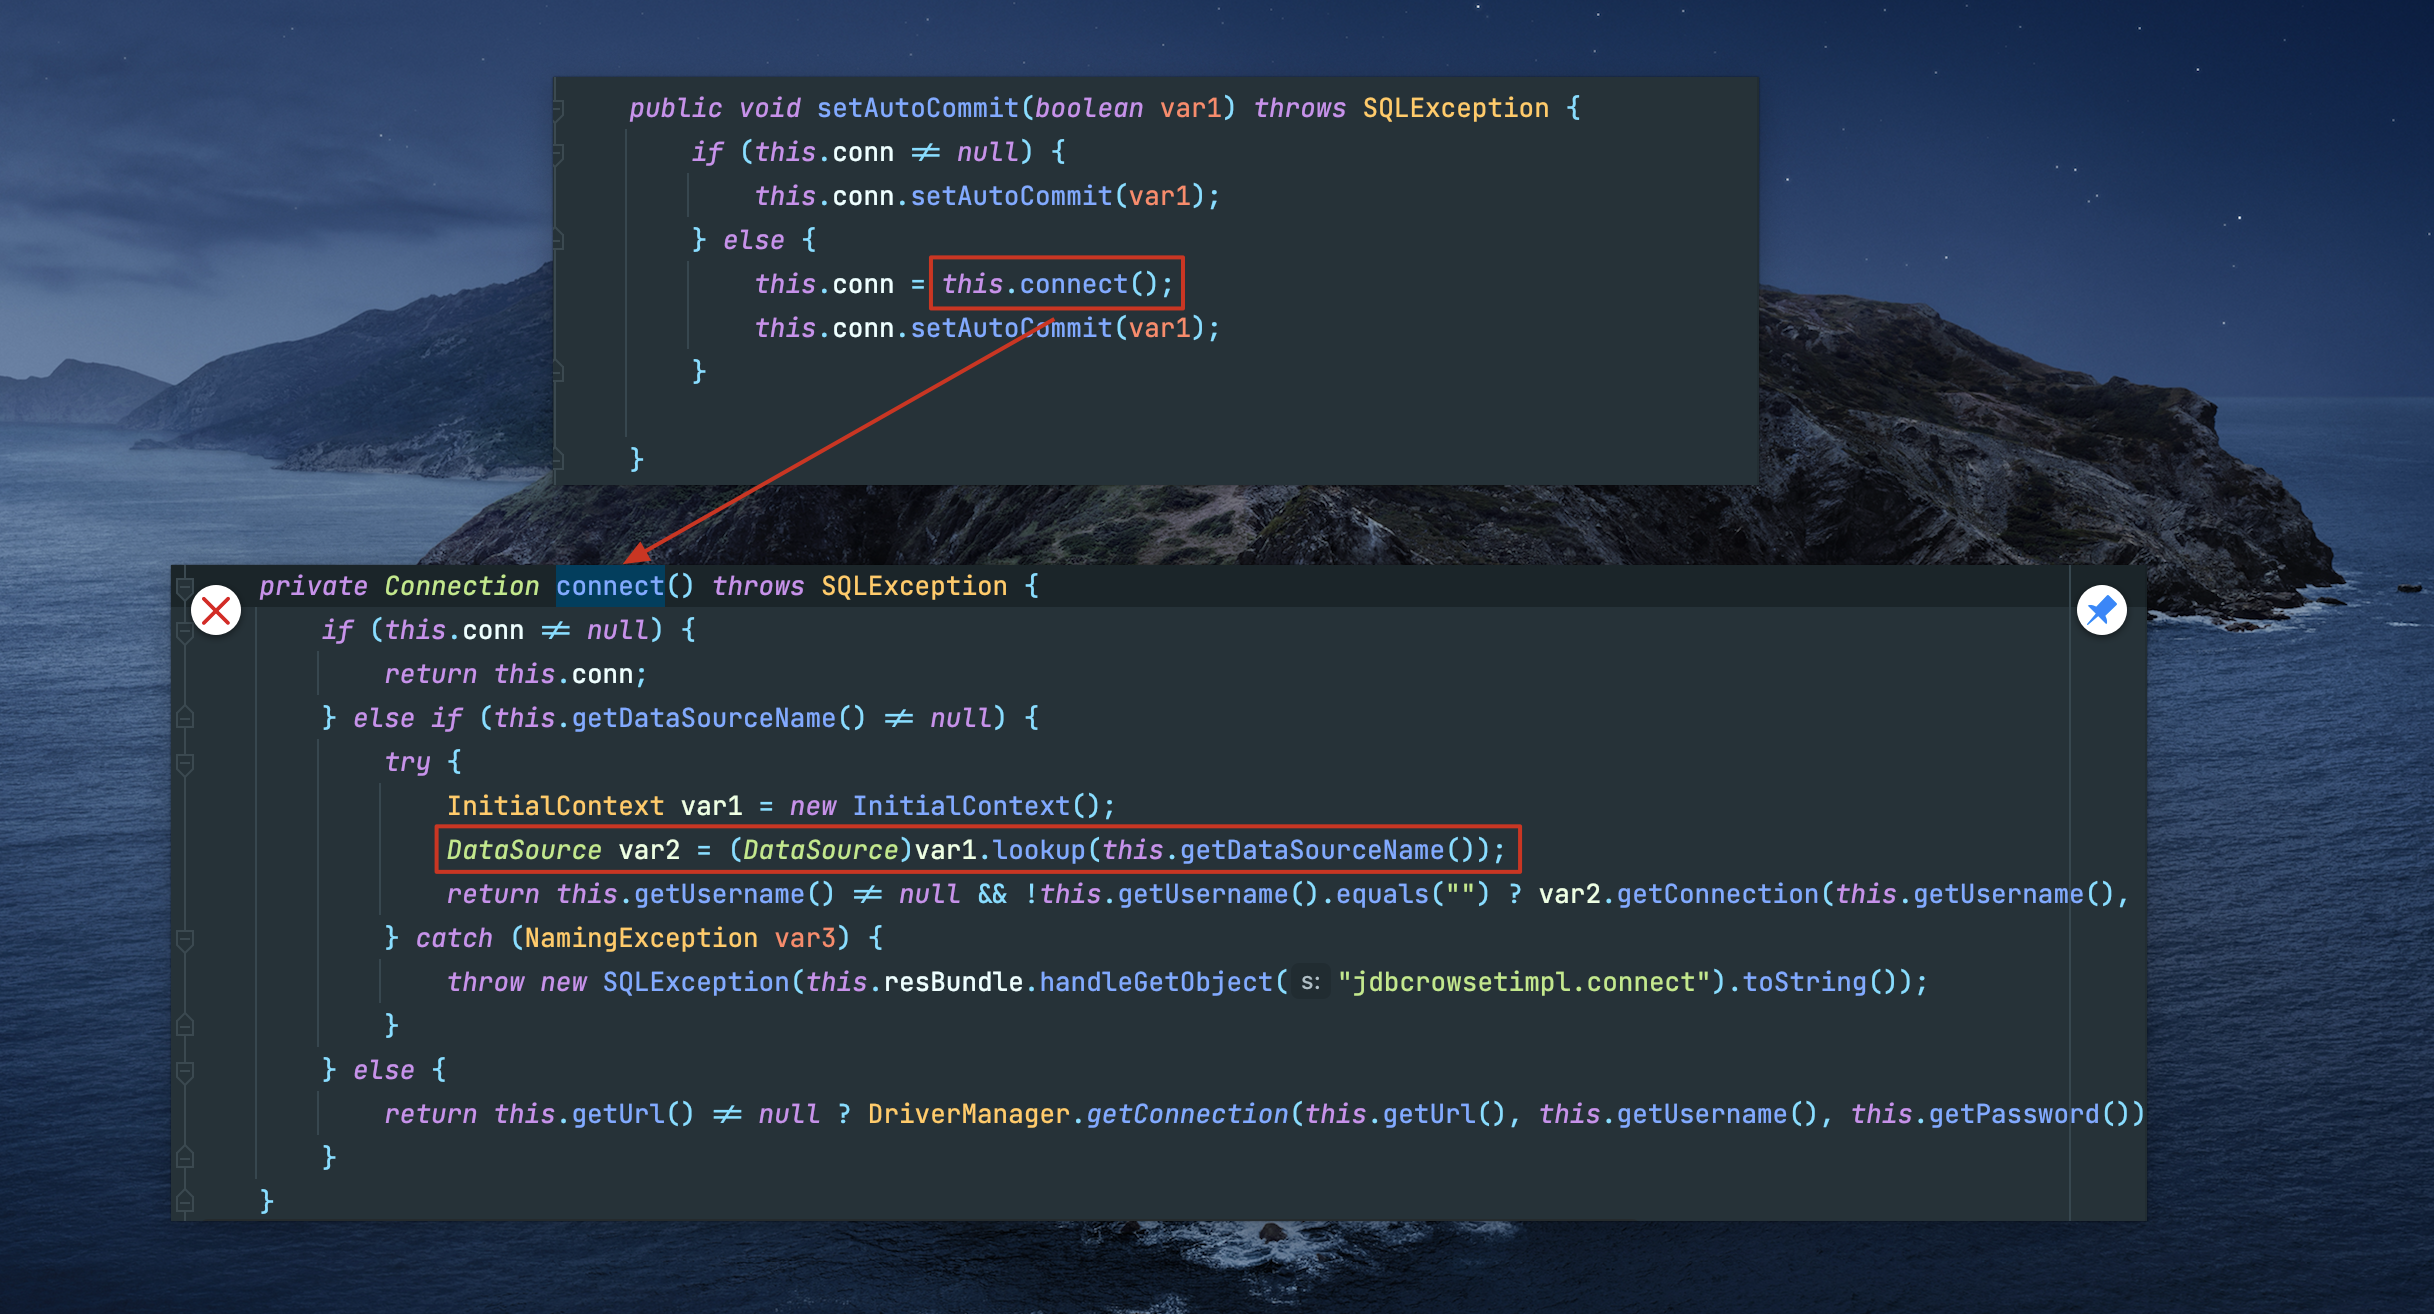 public void setAutoCommit(boolean var1) throws SQLException {
if (this.conn ≠ null) {
this.conn.setAutoCommit(var1);
} else {
this.conn = this.connect();
this.conn.setAutoCommit(var1);
}
}
private Connection connect() throws SQLException {
if (this.conn ≠ null) {
return this.conn;
} else if (this.getDataSourceName() ≠ null) {
try {
InitialContext var1 = new InitialContext();
DataSource var2 = (DataSource)var1.lookup(this.getDataSourceName());
return this.getUsername() ≠ null && !this.getUsername().equals("") ? var2.getConnection(this.getUsername(),
} catch (NamingException var3) {
throw new SQLException(this.resBundle.handleGetObject( s: "jdbcrowsetimpl.connect").toString());
}
} else {
return this.getUrl() ≠ null ? DriverManager.getConnection(this.getUrl(), this.getUsername(), this.getPassword())
}
}